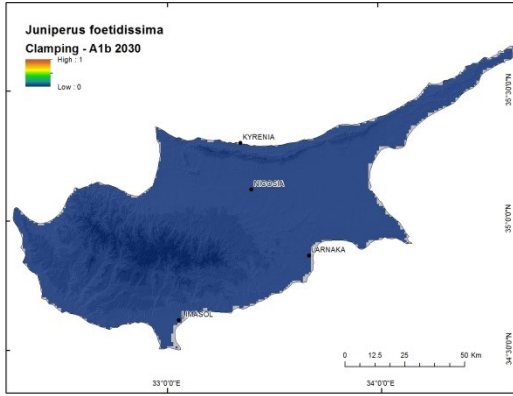 Juniperus foetidissima
Clamping - A1b 2030
High : 1
Low : 0
KYRENIA
NICOSIA
LARNAKA
LIMASOL
35°30'0"N
35°0'0"N
34°30'0"N
0 12.5 25 50 Km
33°0'0"E 34°0'0"E